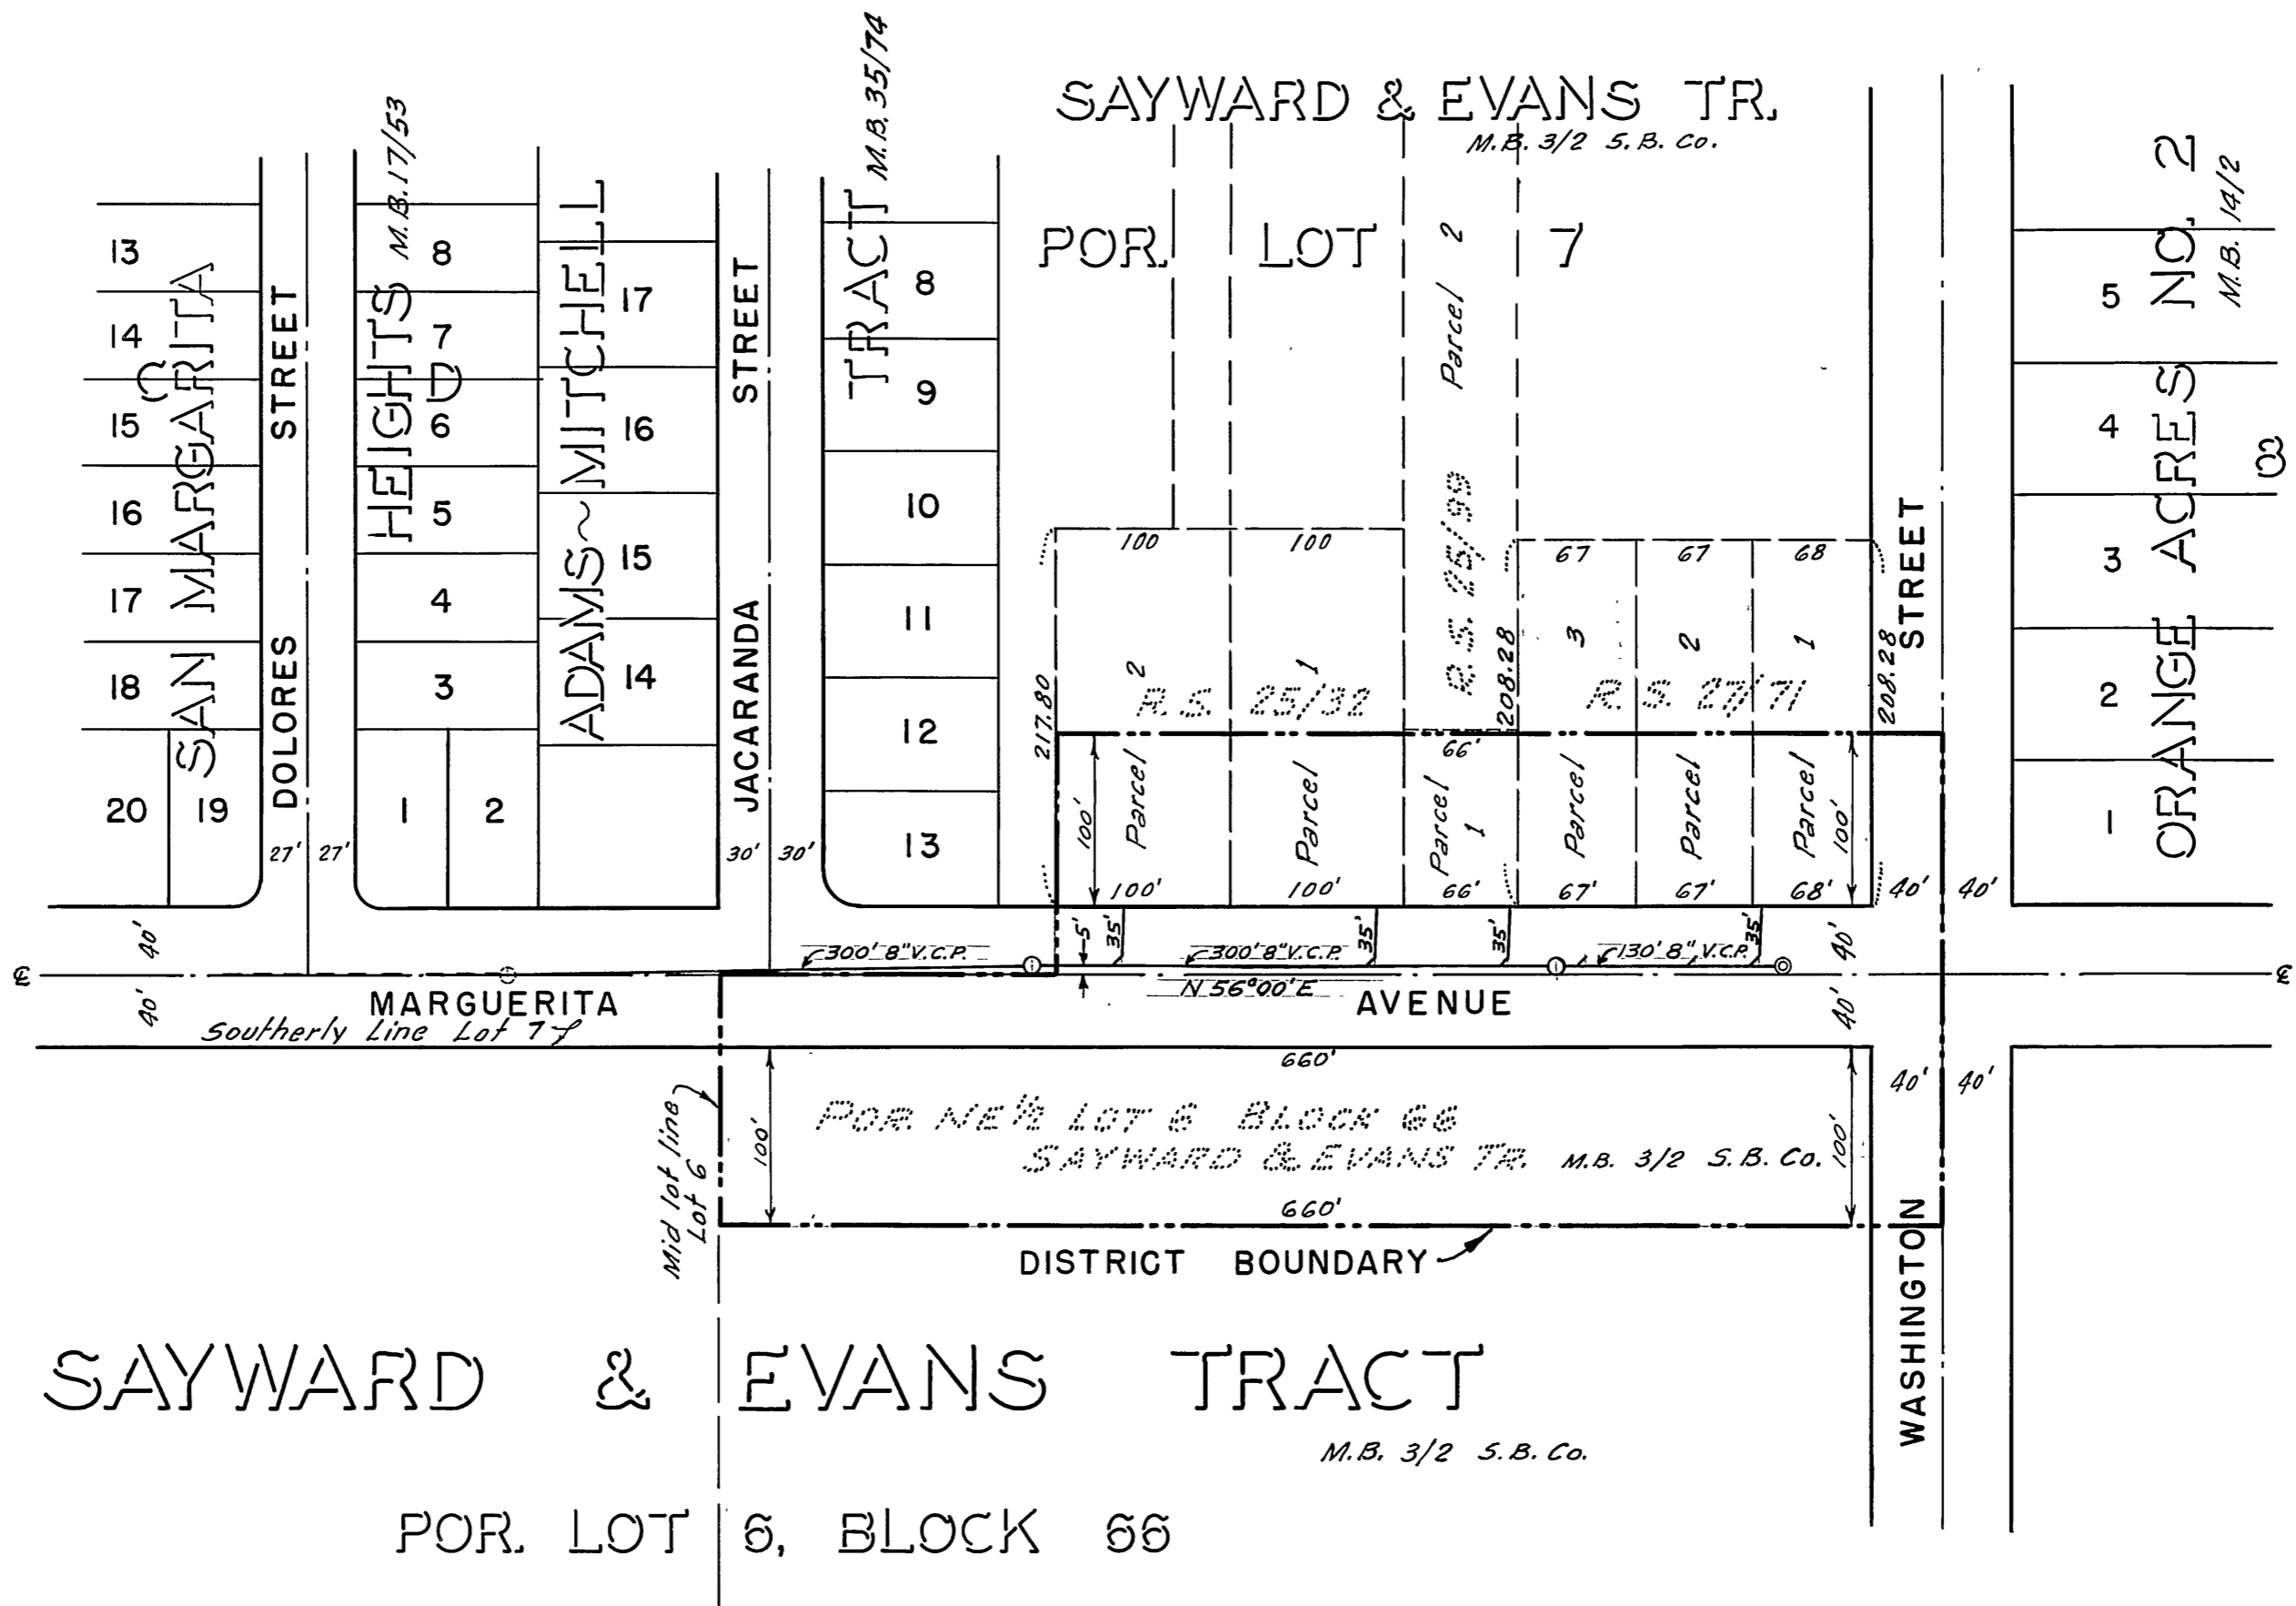 SAYWARD & EVANS TR.
M.B. 3/2 S.B. Co.
POR. LOT 7
SAN MARGARITA
HEIGHTS M.B. 17/53
C
D
ADAMS~MITCHELL
TRACT M.B. 35/74
ORANGE ACRES NO. 2
M.B. 14/2
13
14
15
16
17
18
20
19
DOLORES STREET
27' 27'
8
7
6
5
4
3
1
2
17
16
15
14
JACARANDA STREET
30' 30'
8
9
10
11
12
13
Parcel 2
R.S. 25/99
100
100
67
67
68
217.80
2
R.S. 25/32
1
208.28
3
2
1
R.S. 27/71
208.28
66'
100'
Parcel
Parcel
Parcel 1
Parcel
Parcel
Parcel
100'
100'
100'
66'
67'
67'
68'
STREET
5
4
3
2
1
40' 40'
40'
5'
35'
35'
35'
35'
40'
300' 8" V.C.P.
300' 8" V.C.P.
130' 8" V.C.P.
N 56°00' E
40'
40'
MARGUERITA AVENUE
Southerly Line Lot 7
660'
40' 40'
Mid lot line
Lot 6
100'
POR NE ½ LOT 6 BLOCK 66
SAYWARD & EVANS TR. M.B. 3/2 S.B. Co.
100'
660'
DISTRICT BOUNDARY
WASHINGTON
SAYWARD & EVANS TRACT
M.B. 3/2 S.B. Co.
POR. LOT 6, BLOCK 66